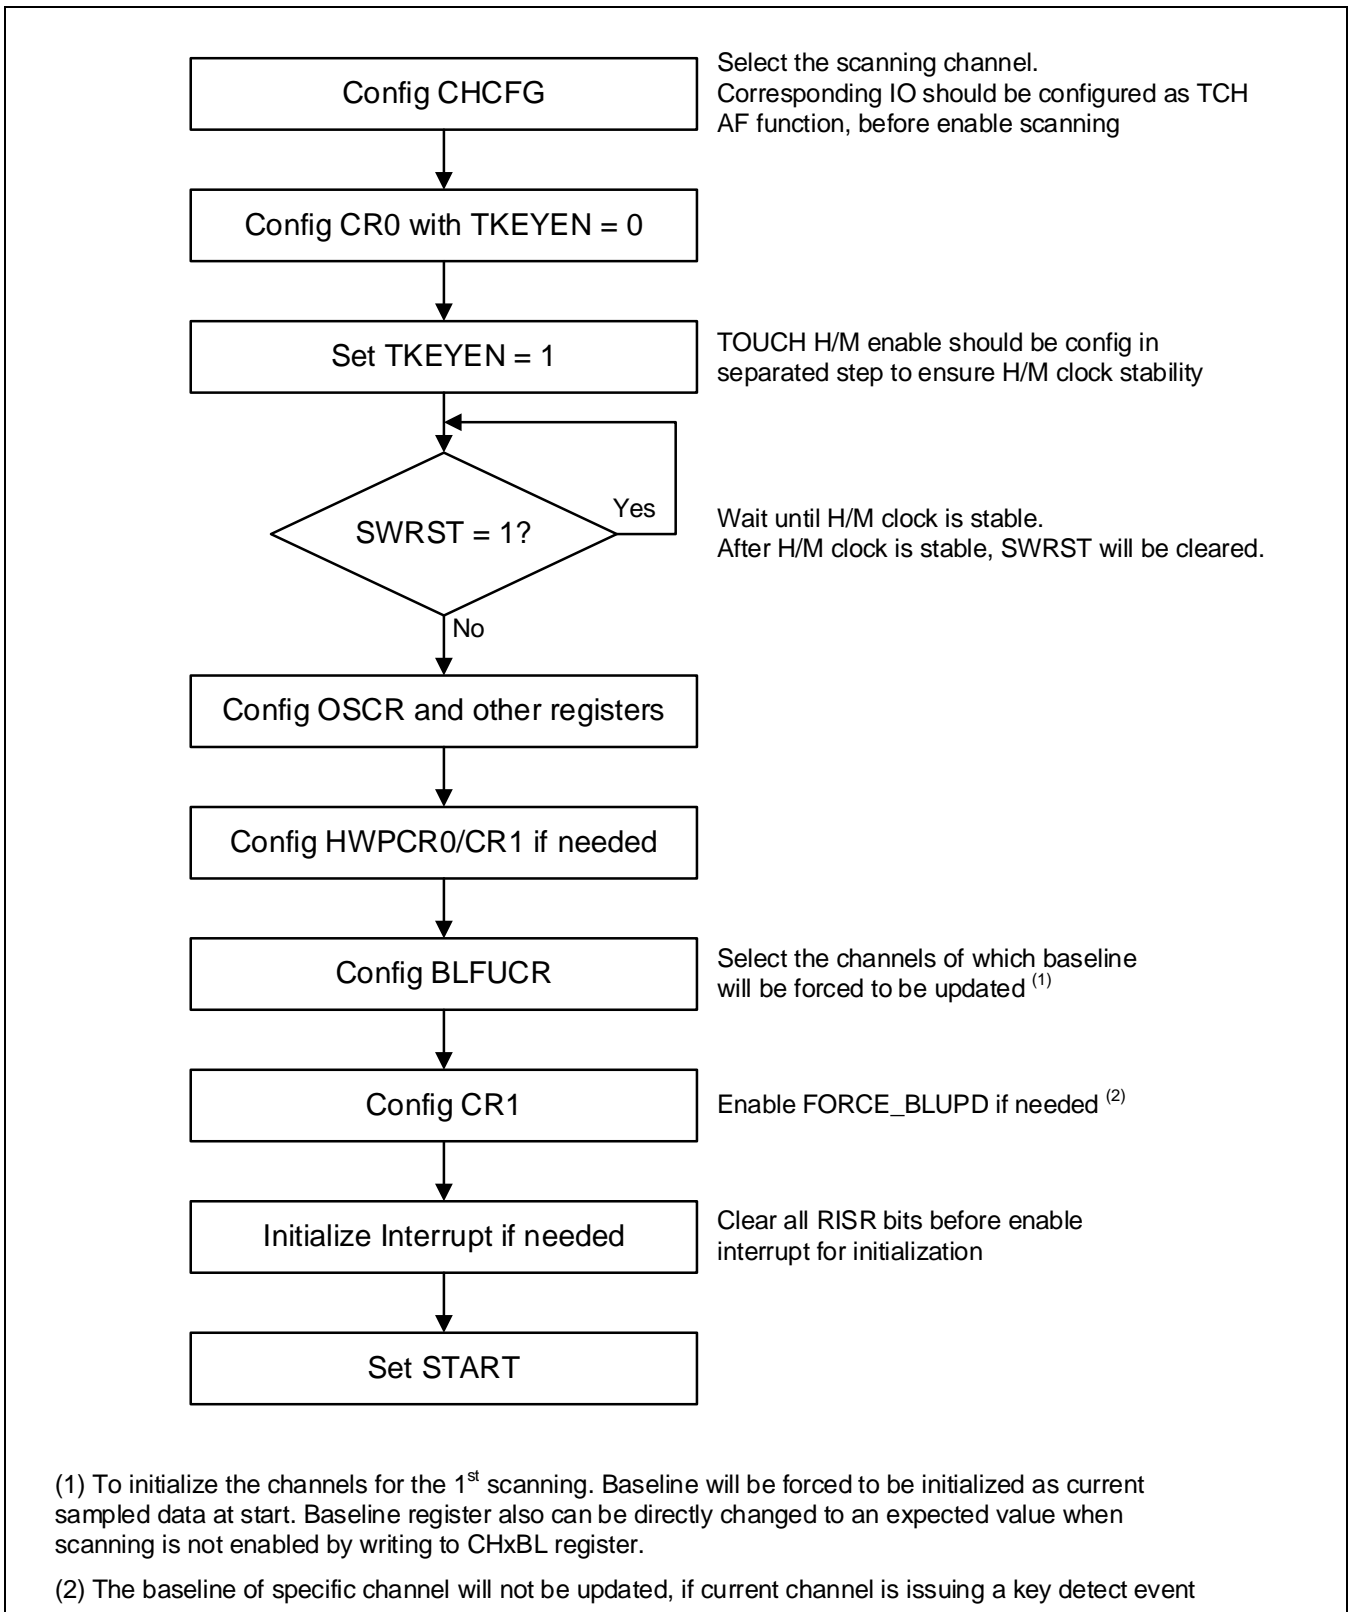 Config CHCFG
Select the scanning channel.
Corresponding IO should be configured as TCH
AF function, before enable scanning
Config CR0 with TKEYEN = 0
Set TKEYEN = 1
TOUCH H/M enable should be config in
separated step to ensure H/M clock stability
SWRST = 1?
Yes
Wait until H/M clock is stable.
After H/M clock is stable, SWRST will be cleared.
No
Config OSCR and other registers
Config HWPCR0/CR1 if needed
Config BLFUCR
Select the channels of which baseline
will be forced to be updated (1)
Config CR1
Enable FORCE_BLUPD if needed (2)
Initialize Interrupt if needed
Clear all RISR bits before enable
interrupt for initialization
Set START
(1) To initialize the channels for the 1st scanning. Baseline will be forced to be initialized as current
sampled data at start. Baseline register also can be directly changed to an expected value when
scanning is not enabled by writing to CHxBL register.
(2) The baseline of specific channel will not be updated, if current channel is issuing a key detect event